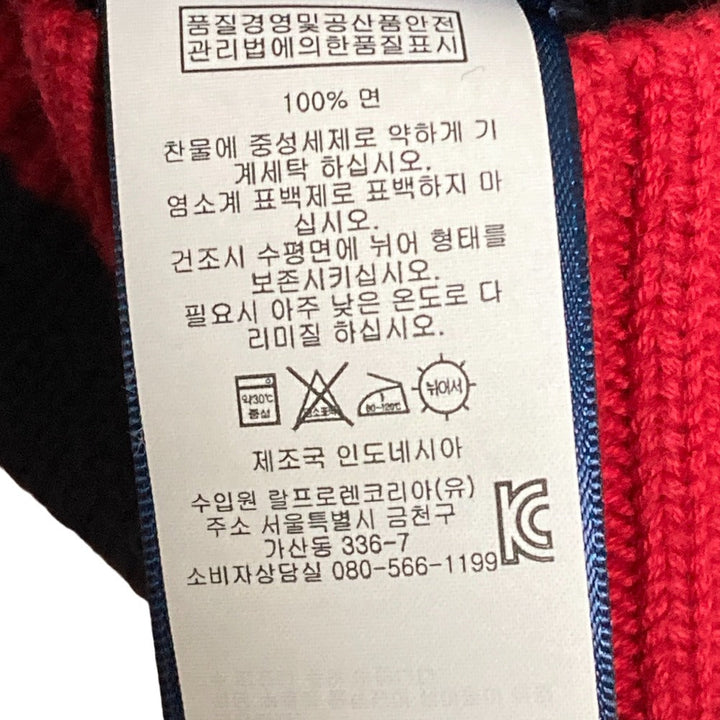 품질경영및공산품안전
관리법에의한품질표시
100% 면
찬물에 중성세제로 약하게 기
계세탁 하십시오.
염소계 표백제로 표백하지 마
십시오.
건조시 수평면에 뉘어 형태를
보존시키십시오.
필요시 아주 낮은 온도로 다
리미질 하십시오.
약30℃
중성
80~120℃
뉘어서
제조국 인도네시아
수입원 랄프로렌코리아(유)
주소 서울특별시 금천구
가산동 336-7
소비자상담실 080-566-1199